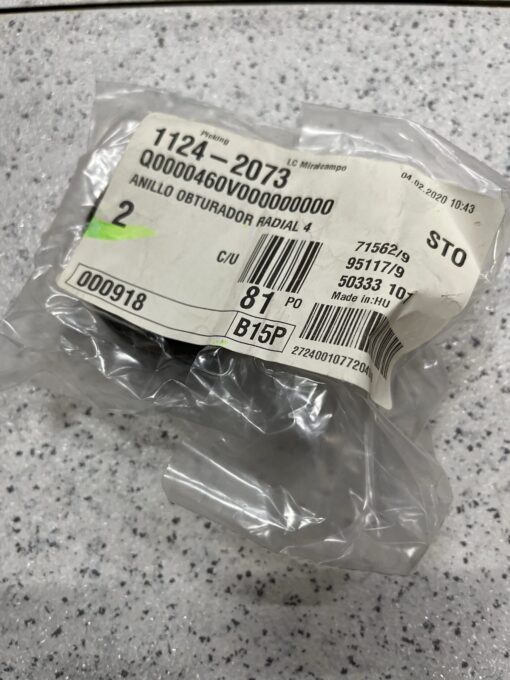 Picking
1124-2073
LC Miralcampo
04.02.2020 10:43
Q0000460V000000000
ANILLO OBTURADOR RADIAL 4
2
STO
C/U
71562/9
95117/9
50333
Made in:HU
81 PO
000918
B15P